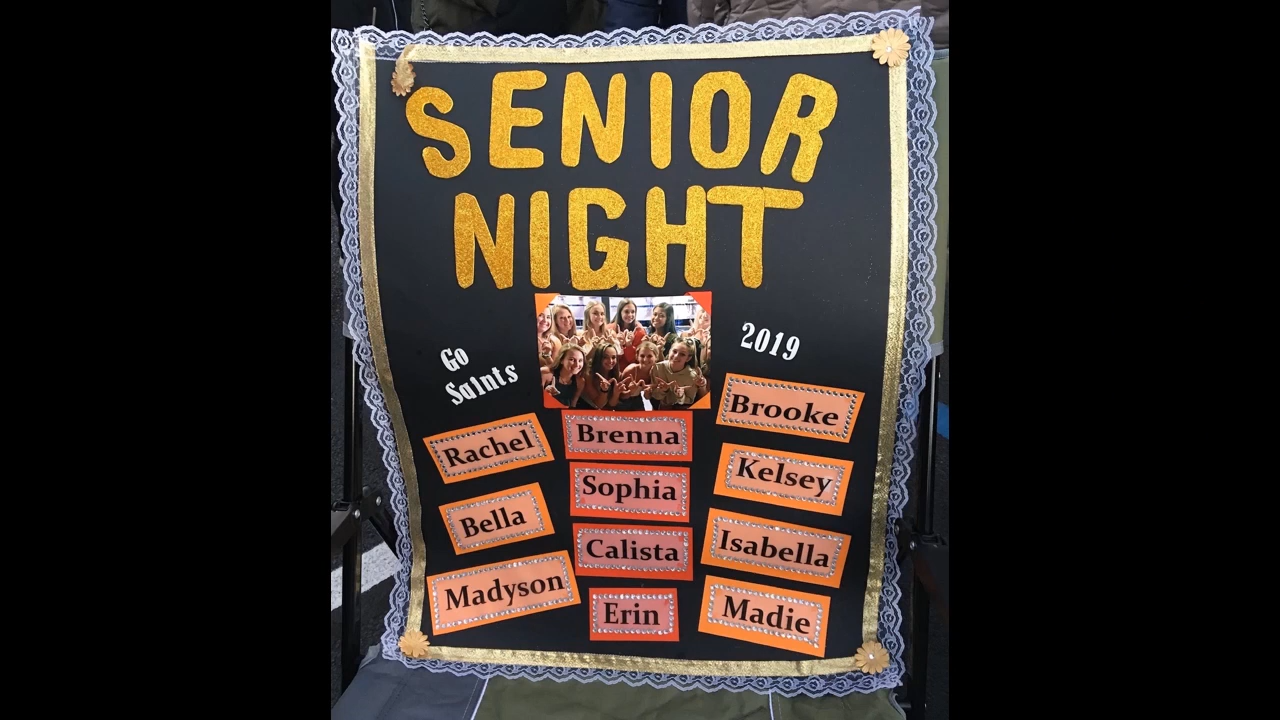 SENIOR
NIGHT
Go
Saints
2019
Rachel
Bella
Madyson
Brenna
Sophia
Calista
Erin
Brooke
Kelsey
Isabella
Madie